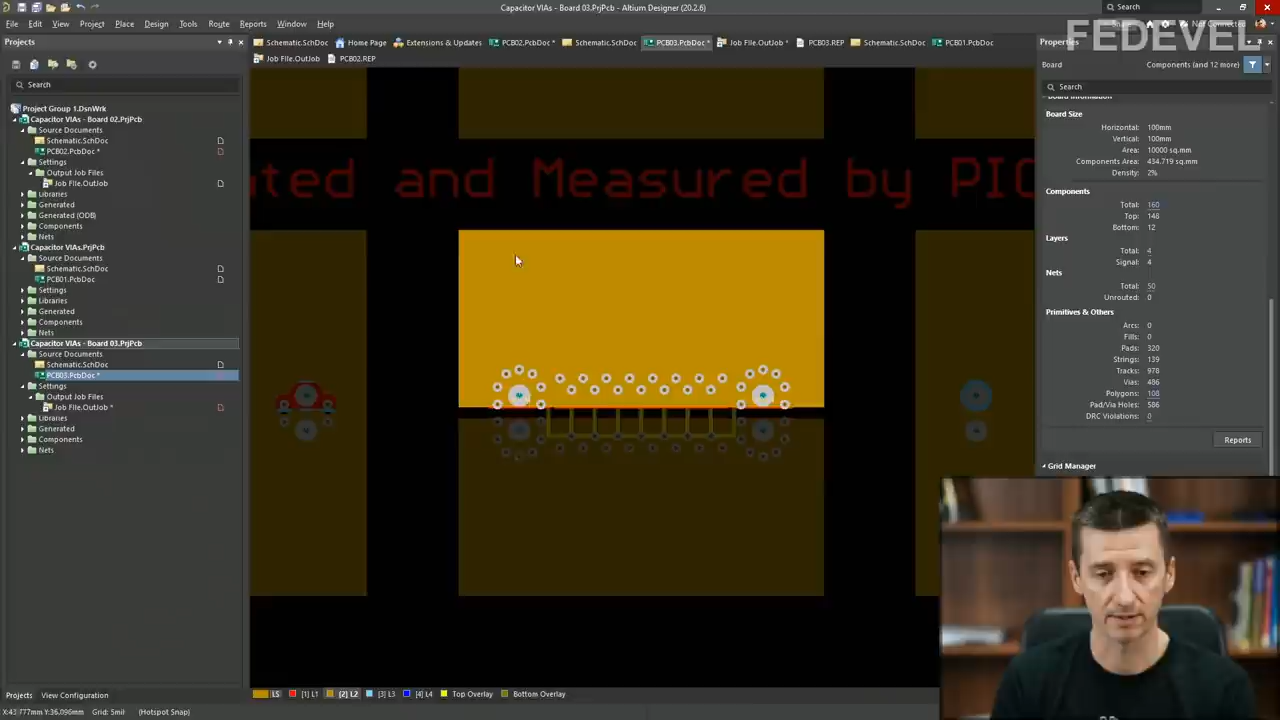 Capacitor VIAs - Board 03.PrjPcb - Altium Designer (20.2.6)
Search
File Edit View Project Place Design Tools Route Reports Window Help
Not Connected
FEDEVEL
Projects
Schematic.SchDoc Home Page Extensions & Updates PCB02.PcbDoc * Schematic.SchDoc PCB03.PcbDoc * Job File.OutJob * PCB03.REP Schematic.SchDoc PCB01.PcbDoc
Job File.OutJob PCB02.REP
Properties
Board Components (and 12 more)
Search
Search
Project Group 1.DsnWrk
Capacitor VIAs - Board 02.PrjPcb
Source Documents
Schematic.SchDoc
PCB02.PcbDoc *
Settings
Output Job Files
Job File.OutJob
Libraries
Generated
Generated (ODB)
Components
Nets
Capacitor VIAs.PrjPcb
Source Documents
Schematic.SchDoc
PCB01.PcbDoc
Settings
Libraries
Generated
Components
Nets
Capacitor VIAs - Board 03.PrjPcb
Source Documents
Schematic.SchDoc
PCB03.PcbDoc *
Settings
Output Job Files
Job File.OutJob *
Libraries
Generated
Components
Nets
ated and Measured by PIC
Board Information
Board Size
Horizontal: 100mm
Vertical: 100mm
Area: 10000 sq.mm
Components Area: 434.719 sq.mm
Density: 2%
Components
Total: 160
Top: 148
Bottom: 12
Layers
Total: 4
Signal: 4
Nets
Total: 50
Unrouted: 0
Primitives & Others
Arcs: 0
Fills: 0
Pads: 320
Strings: 139
Tracks: 978
Vias: 486
Polygons: 108
Pad/Via Holes: 586
DRC Violations: 0
Reports
Grid Manager
LS [1] L1 [2] L2 [3] L3 [4] L4 Top Overlay Bottom Overlay
Projects View Configuration
Grid: 5mil (Hotspot Snap)